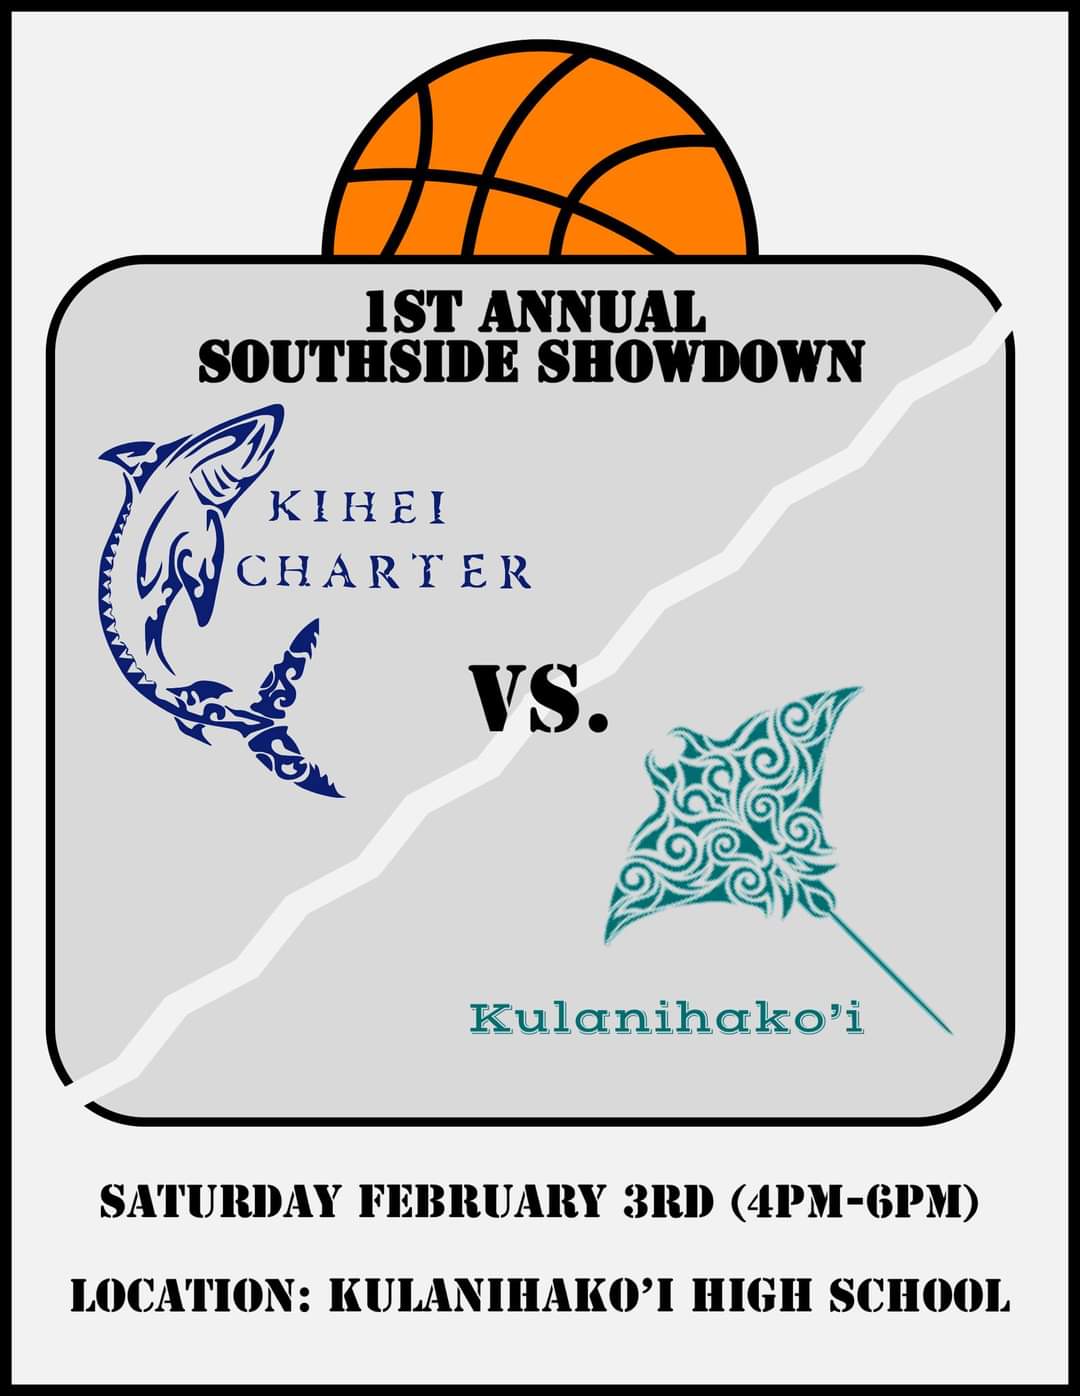 1ST ANNUAL
SOUTHSIDE SHOWDOWN
KIHEI
CHARTER
VS.
Kulanihako’i
SATURDAY FEBRUARY 3RD (4PM-6PM)
LOCATION: KULANIHAKO’I HIGH SCHOOL